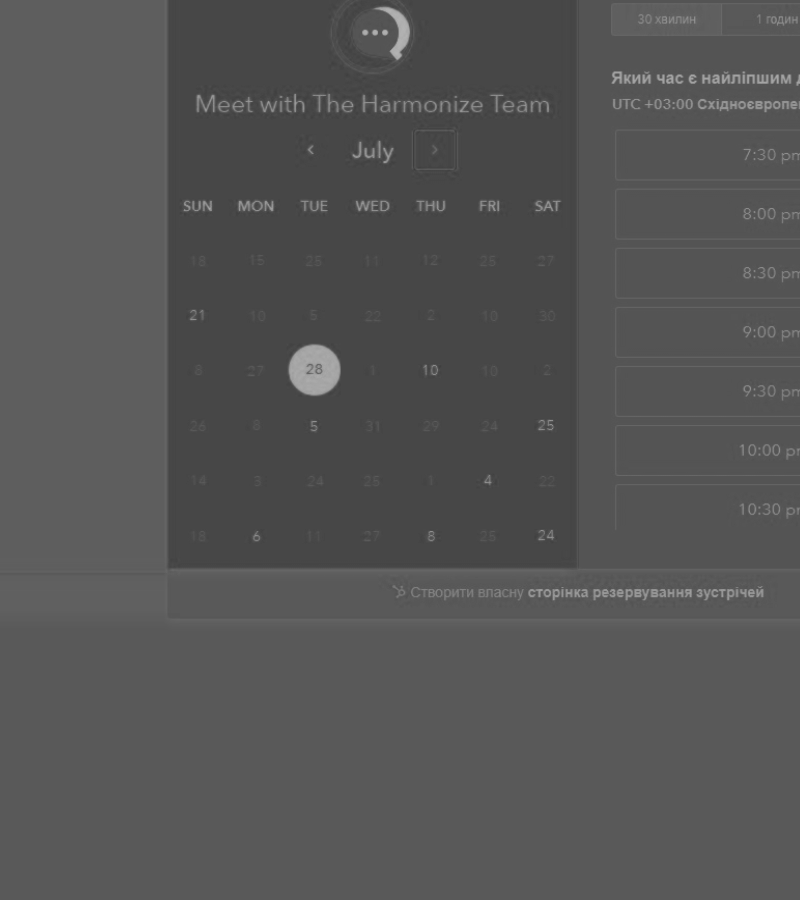 30 хвилин 1 годин
Meet with The Harmonize Team
Який час є найліпшим
UTC +03:00 Східноєвропе
‹ July ›
SUN MON TUE WED THU FRI SAT
18 15 25 11 12 25 27
21 10 5 22 2 10 30
8 27 28 1 10 10 2
26 8 5 31 29 24 25
14 3 24 25 1 4 22
18 6 11 27 8 25 24
7:30 pm
8:00 pm
8:30 pm
9:00 pm
9:30 pm
10:00 pm
10:30 pm
Створити власну сторінка резервування зустрічей